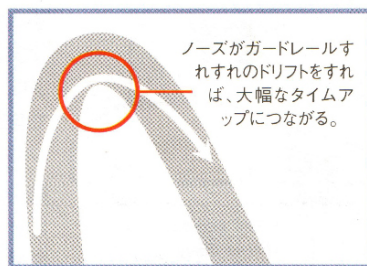 ノーズがガードレールす
れすれのドリフトをすれ
ば、大幅なタイムア
ップにつながる。